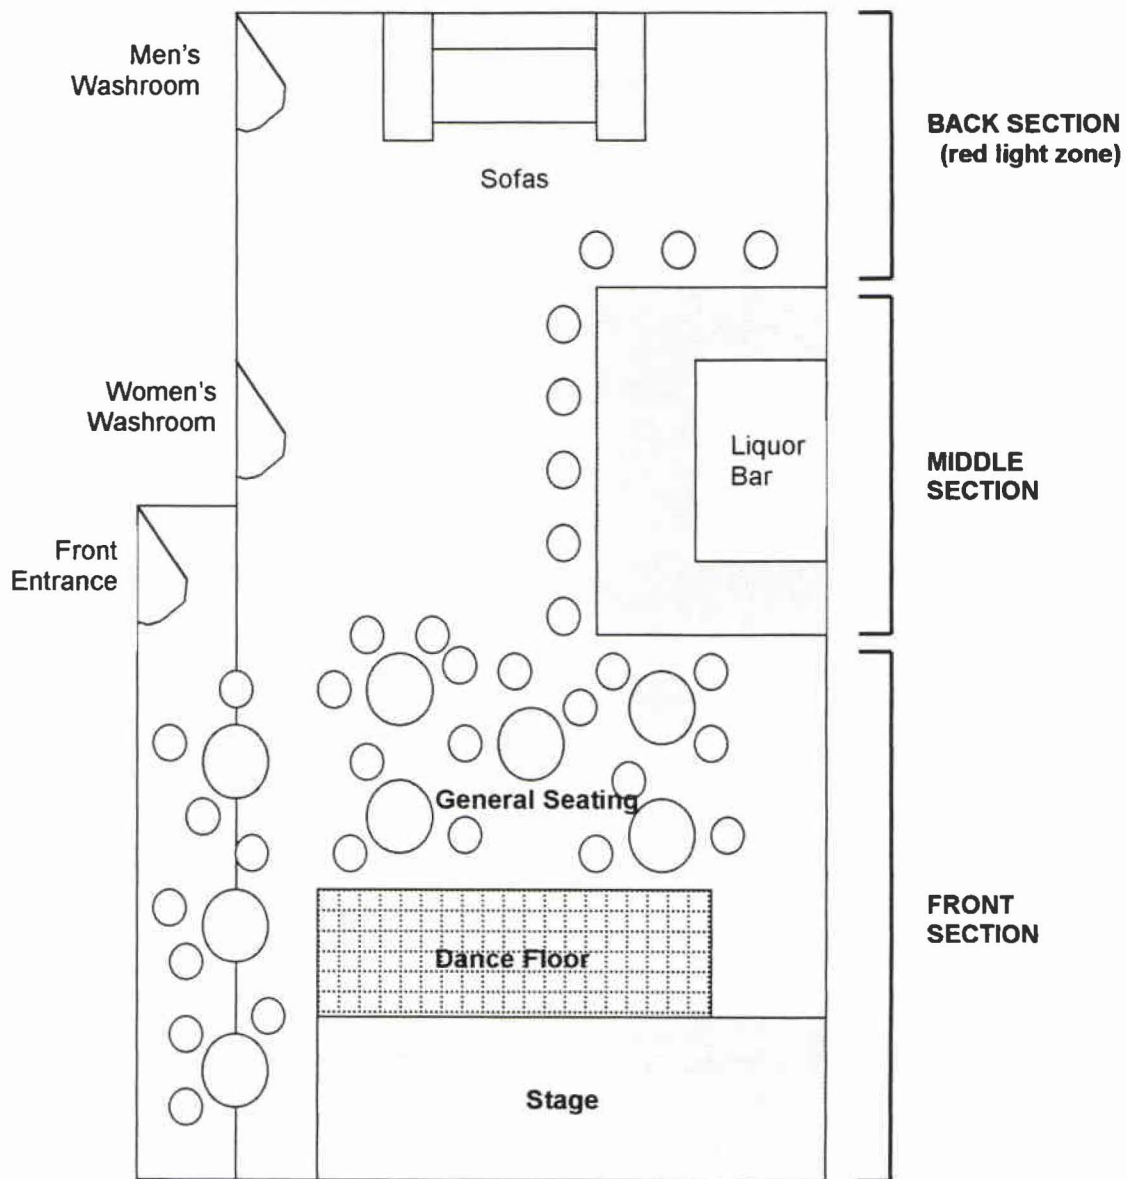 Men's
Washroom
BACK SECTION
(red light zone)
Sofas
Women's
Washroom
Liquor
Bar
MIDDLE
SECTION
Front
Entrance
General Seating
FRONT
SECTION
Dance Floor
Stage